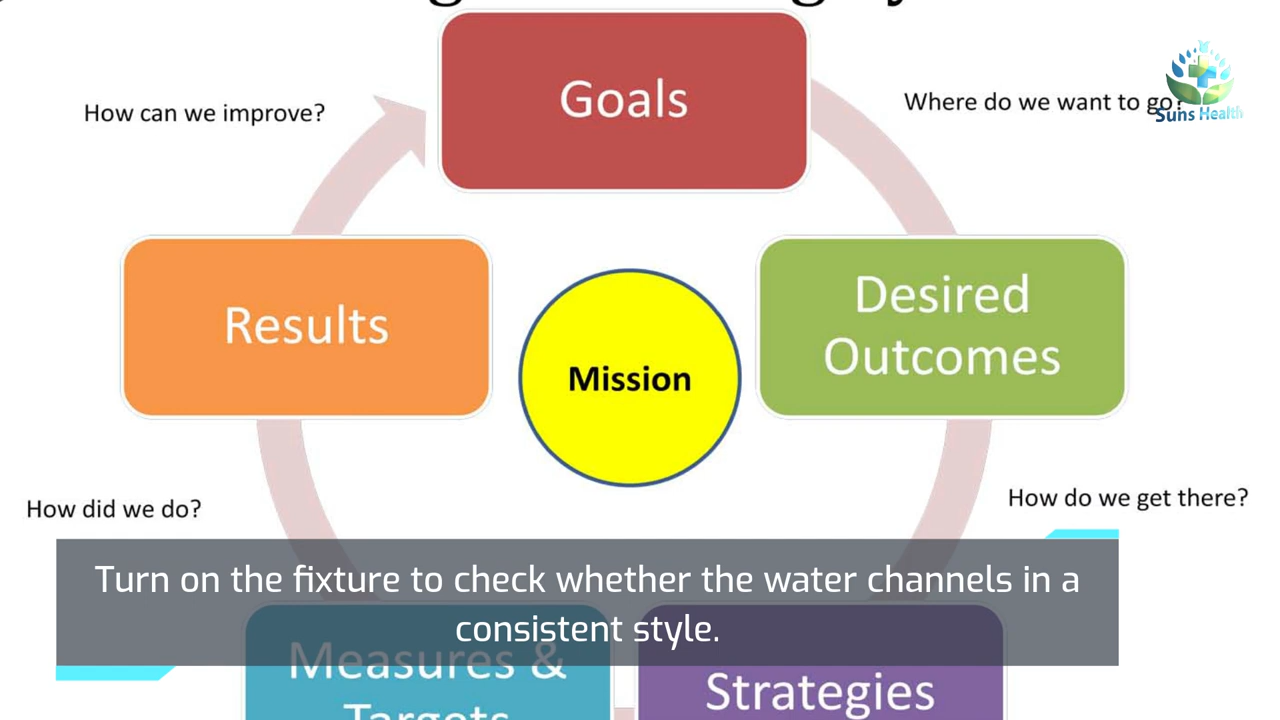 Goals
How can we improve?
Where do we want to go?
Suns Health
Results
Desired
Outcomes
Mission
How did we do?
How do we get there?
Turn on the fixture to check whether the water channels in a
consistent style.
Measures &
Targets
Strategies